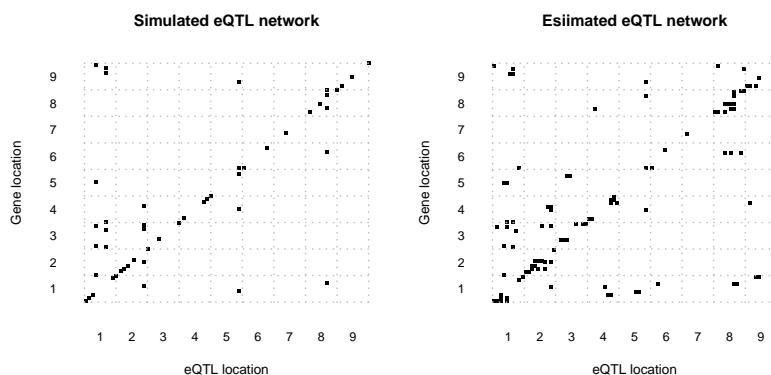 Simulated eQTL network
Esiimated eQTL network
9
8
7
6
5
4
3
2
1
Gene location
1 2 3 4 5 6 7 8 9
eQTL location
9
8
7
6
5
4
3
2
1
Gene location
1 2 3 4 5 6 7 8 9
eQTL location